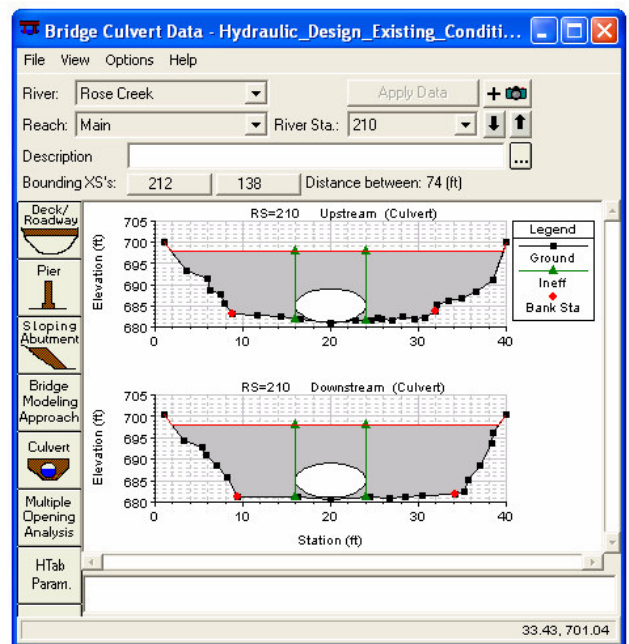 Bridge Culvert Data - Hydraulic_Design_Existing_Conditi...
File View Options Help
River: Rose Creek Apply Data +
Reach: Main River Sta.: 210
Description ...
Bounding XS's: 212 138 Distance between: 74 (ft)
Deck/
Roadway
Pier
Sloping
Abutment
Bridge
Modeling
Approach
Culvert
Multiple
Opening
Analysis
HTab
Param.
RS=210 Upstream (Culvert)
Elevation (ft)
705
700
695
690
685
680
0 10 20 30 40
Legend
Ground
Ineff
Bank Sta
RS=210 Downstream (Culvert)
Elevation (ft)
705
700
695
690
685
680
0 10 20 30 40
Station (ft)
33.43, 701.04